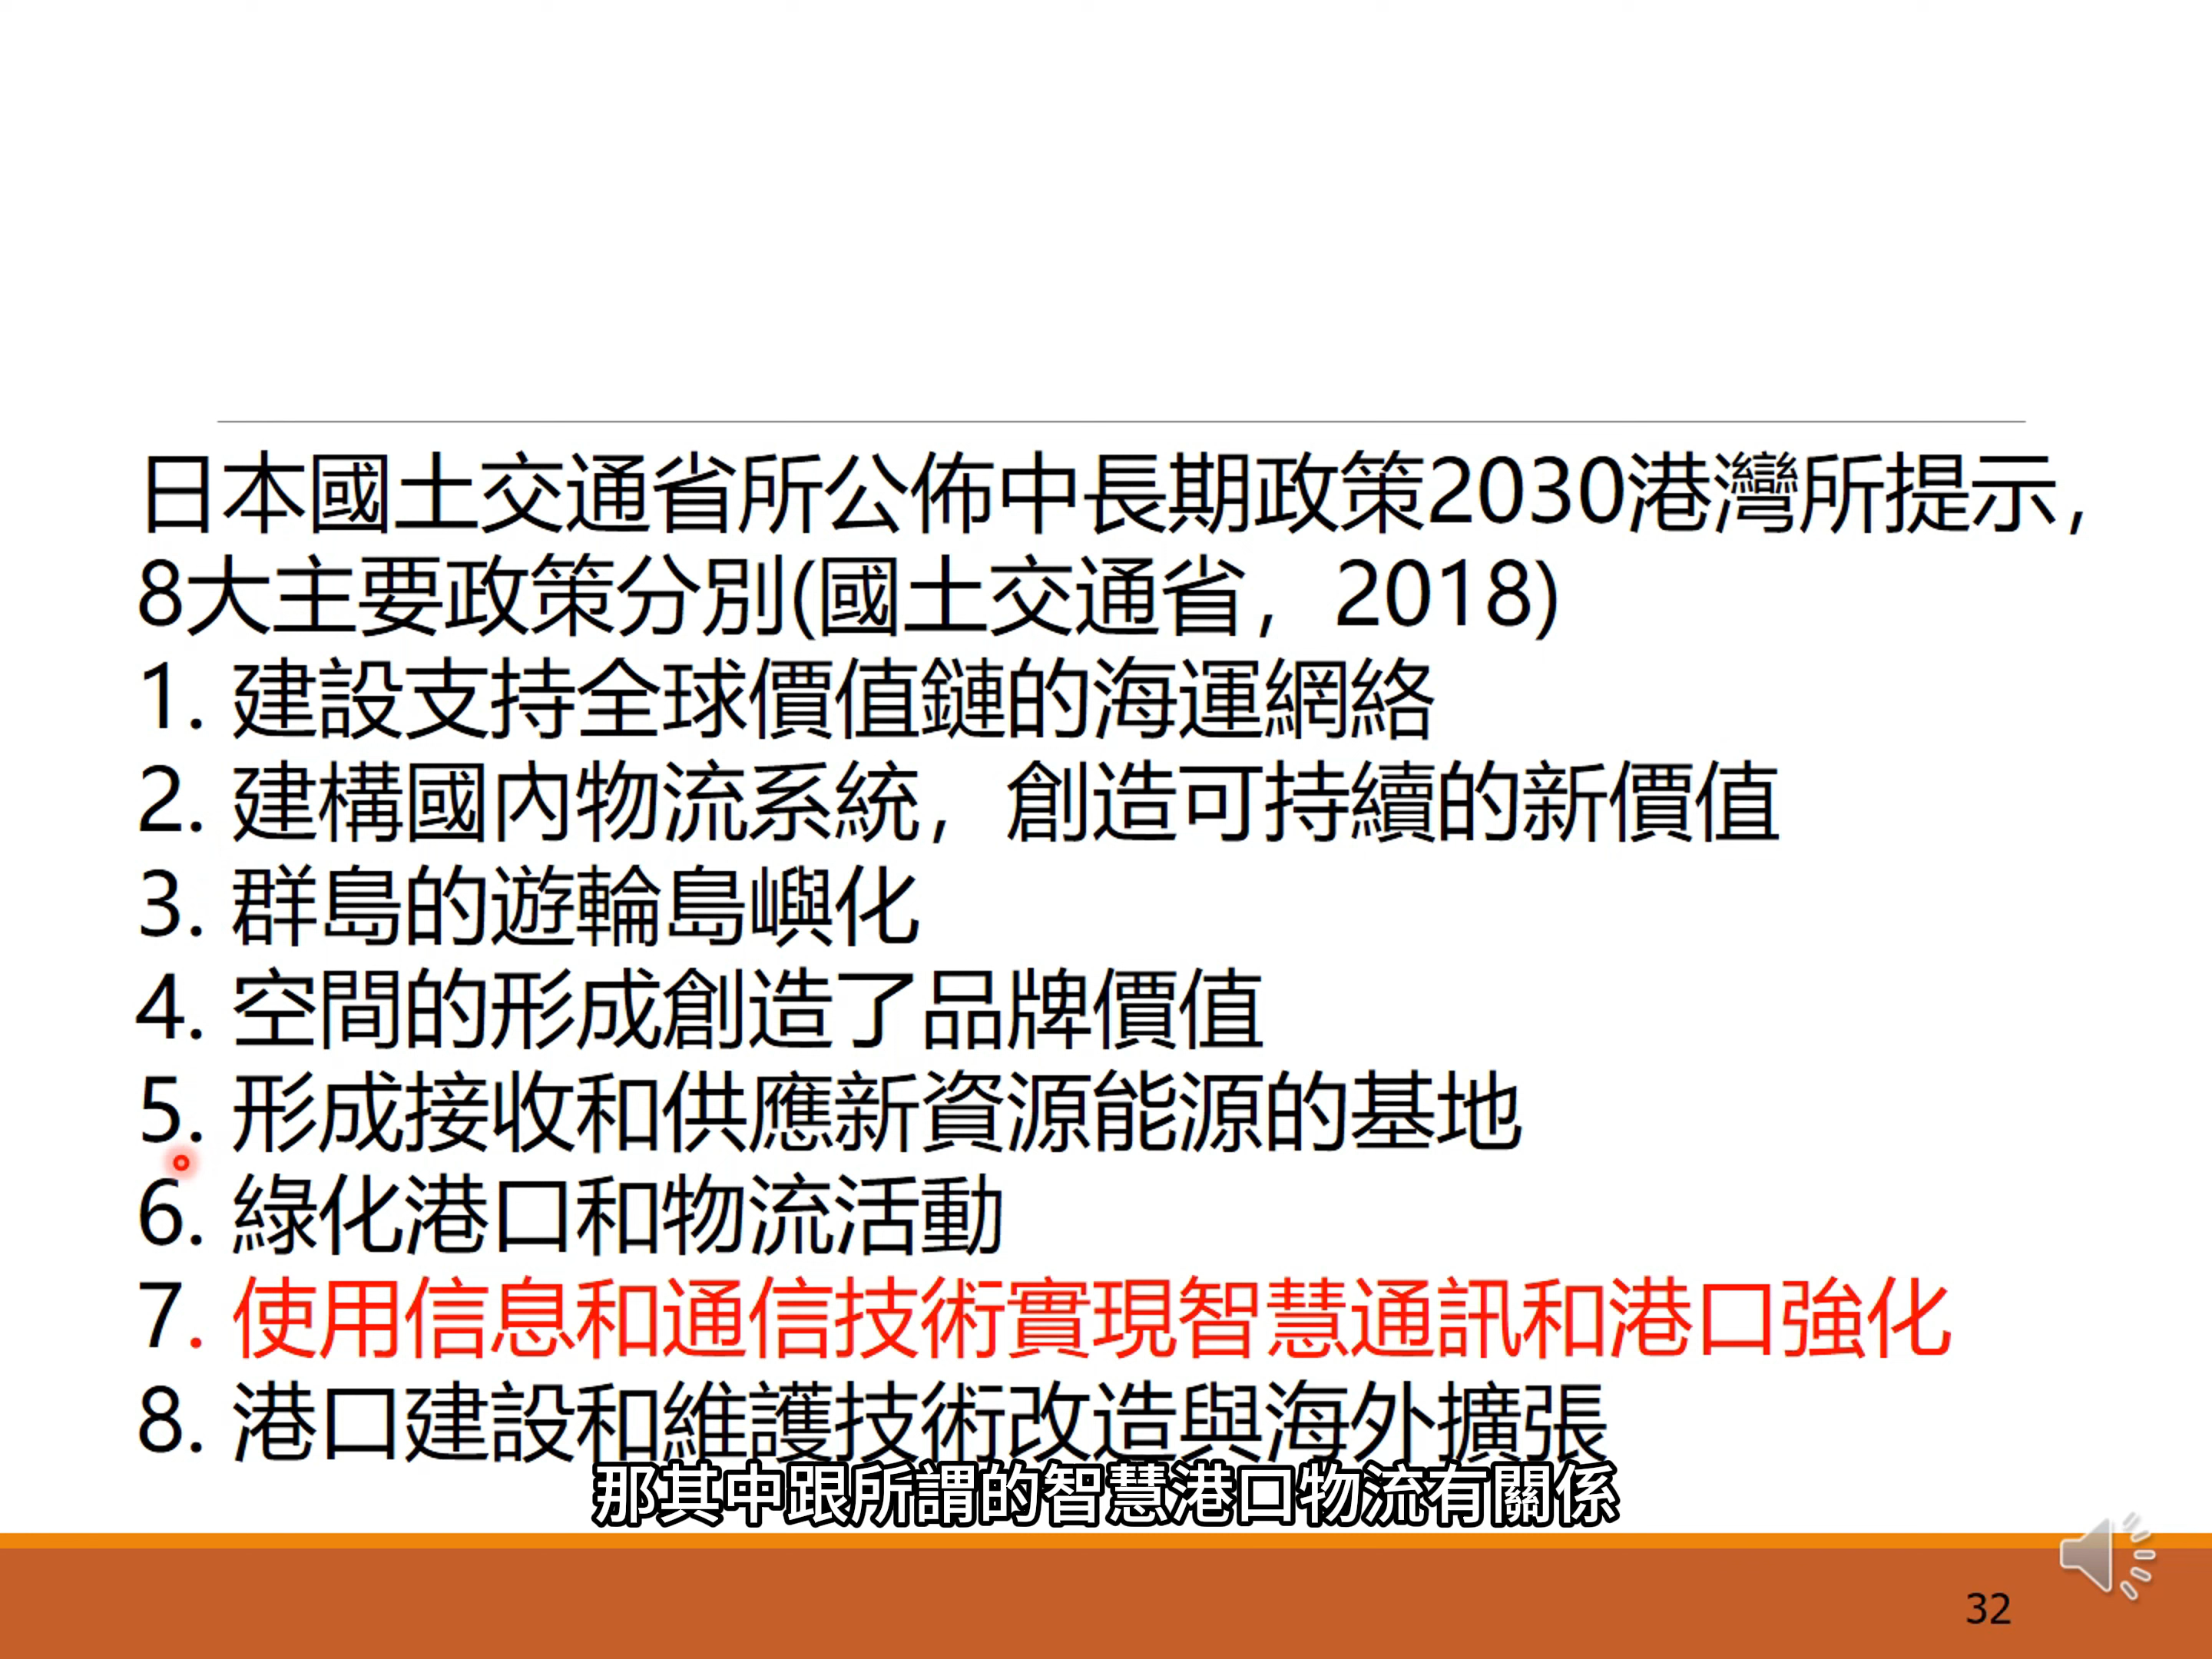 日本國土交通省所公佈中長期政策2030港灣所提示，
8大主要政策分別(國土交通省，2018)
1. 建設支持全球價值鏈的海運網絡
2. 建構國內物流系統，創造可持續的新價值
3. 群島的遊輪島嶼化
4. 空間的形成創造了品牌價值
5. 形成接收和供應新資源能源的基地
6. 綠化港口和物流活動
7. 使用信息和通信技術實現智慧通訊和港口強化
8. 港口建設和維護技術改造與海外擴張
那其中跟所謂的智慧港口物流有關係
32